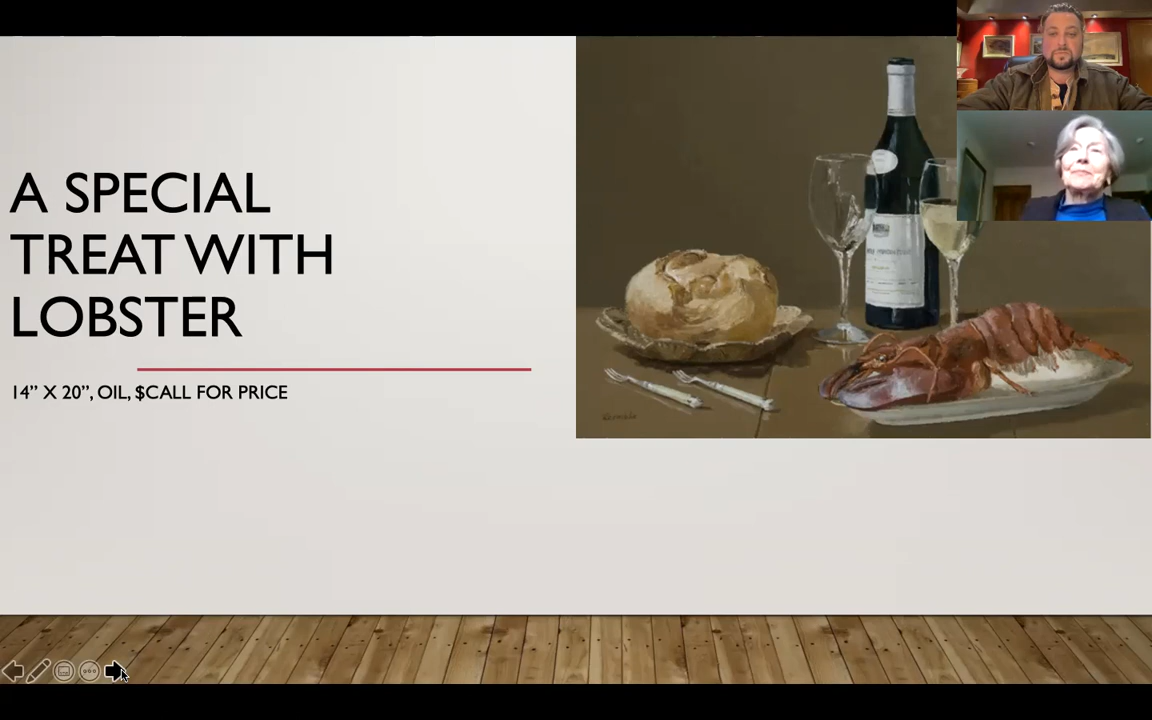 A SPECIAL
TREAT WITH
LOBSTER
14” X 20”, OIL, $CALL FOR PRICE